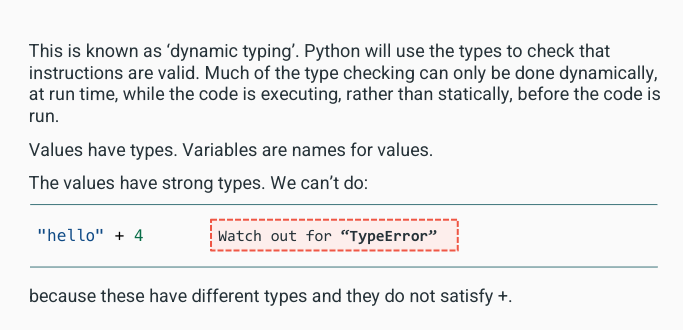 This is known as ‘dynamic typing’. Python will use the types to check that
instructions are valid. Much of the type checking can only be done dynamically,
at run time, while the code is executing, rather than statically, before the code is
run.
Values have types. Variables are names for values.
The values have strong types. We can’t do:
"hello" + 4 Watch out for “TypeError”
because these have different types and they do not satisfy +.